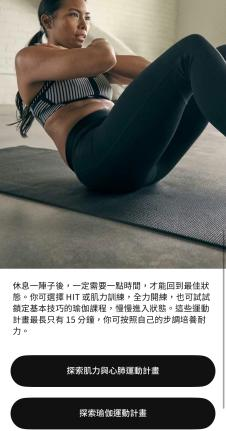 休息一陣子後，一定需要一點時間，才能回到最佳狀
態。你可選擇 HIT 或肌力訓練，全力開練，也可試試
鎖定基本技巧的瑜伽課程，慢慢進入狀態。這些運動
計畫最長只有 15 分鐘，你可按照自己的步調培養耐
力。
探索肌力與心肺運動計畫
探索瑜伽運動計畫